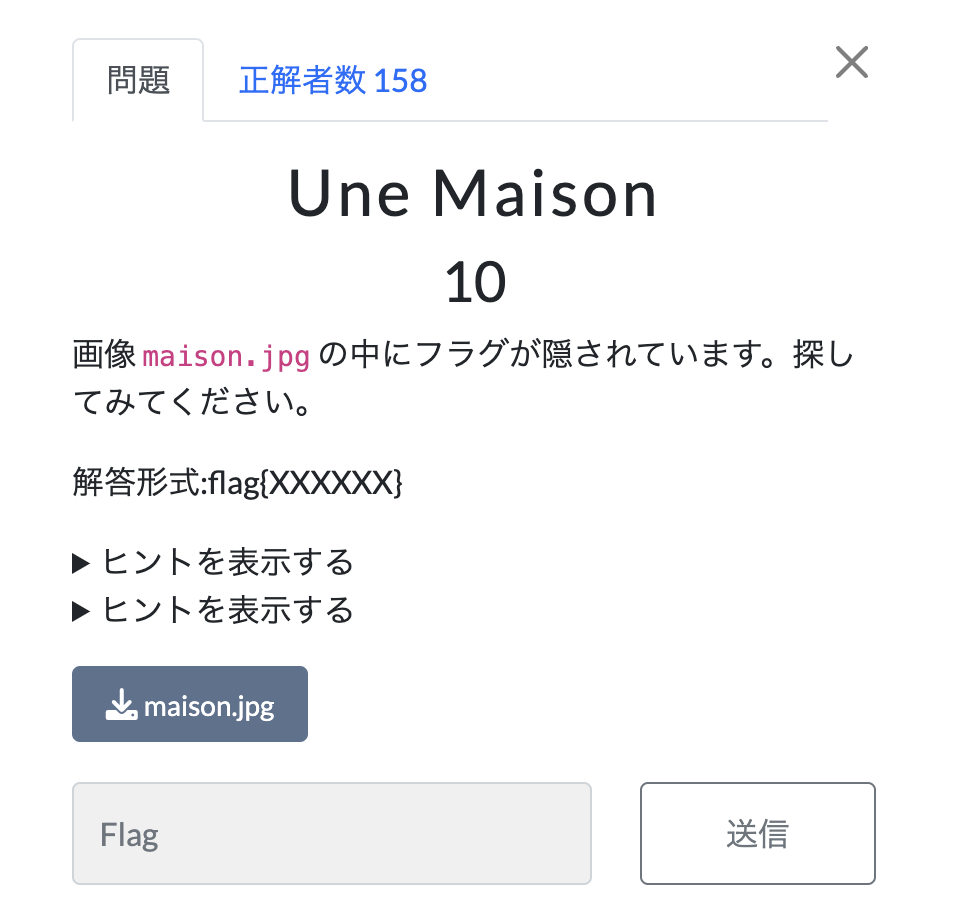 問題
正解者数 158
Une Maison
10
画像 maison.jpg の中にフラグが隠されています。探し
てみてください。
解答形式:flag{XXXXXX}
▶ ヒントを表示する
▶ ヒントを表示する
maison.jpg
Flag
送信